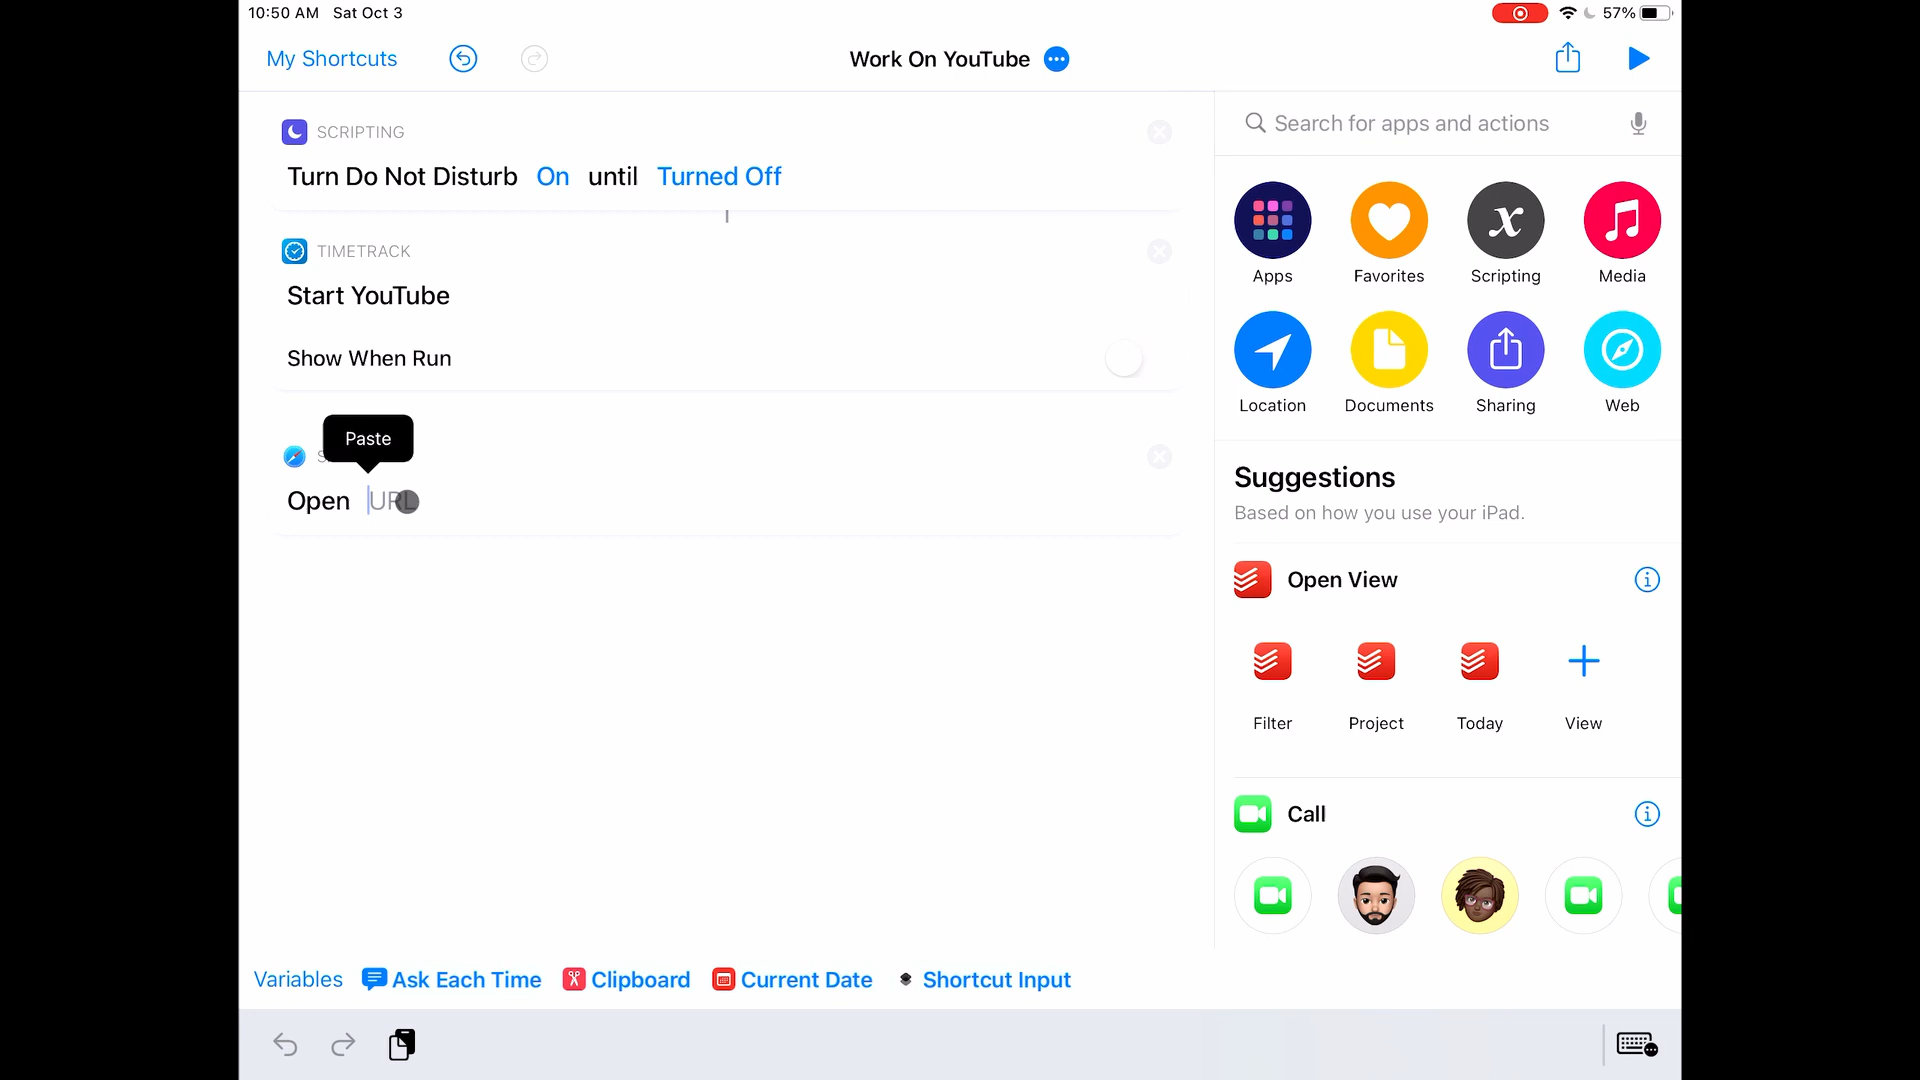 10:50 AM Sat Oct 3
57%
My Shortcuts
Work On YouTube
SCRIPTING
Turn Do Not Disturb On until Turned Off
TIMETRACK
Start YouTube
Show When Run
Paste
Open URL
Search for apps and actions
Apps
Favorites
Scripting
Media
Location
Documents
Sharing
Web
Suggestions
Based on how you use your iPad.
Open View
Filter
Project
Today
View
Call
Variables
Ask Each Time
Clipboard
Current Date
Shortcut Input